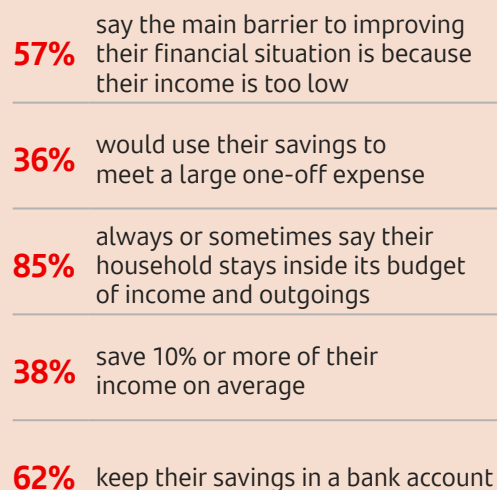 57%
say the main barrier to improving
their financial situation is because
their income is too low
36%
would use their savings to
meet a large one-off expense
85%
always or sometimes say their
household stays inside its budget
of income and outgoings
38%
save 10% or more of their
income on average
62%
keep their savings in a bank account